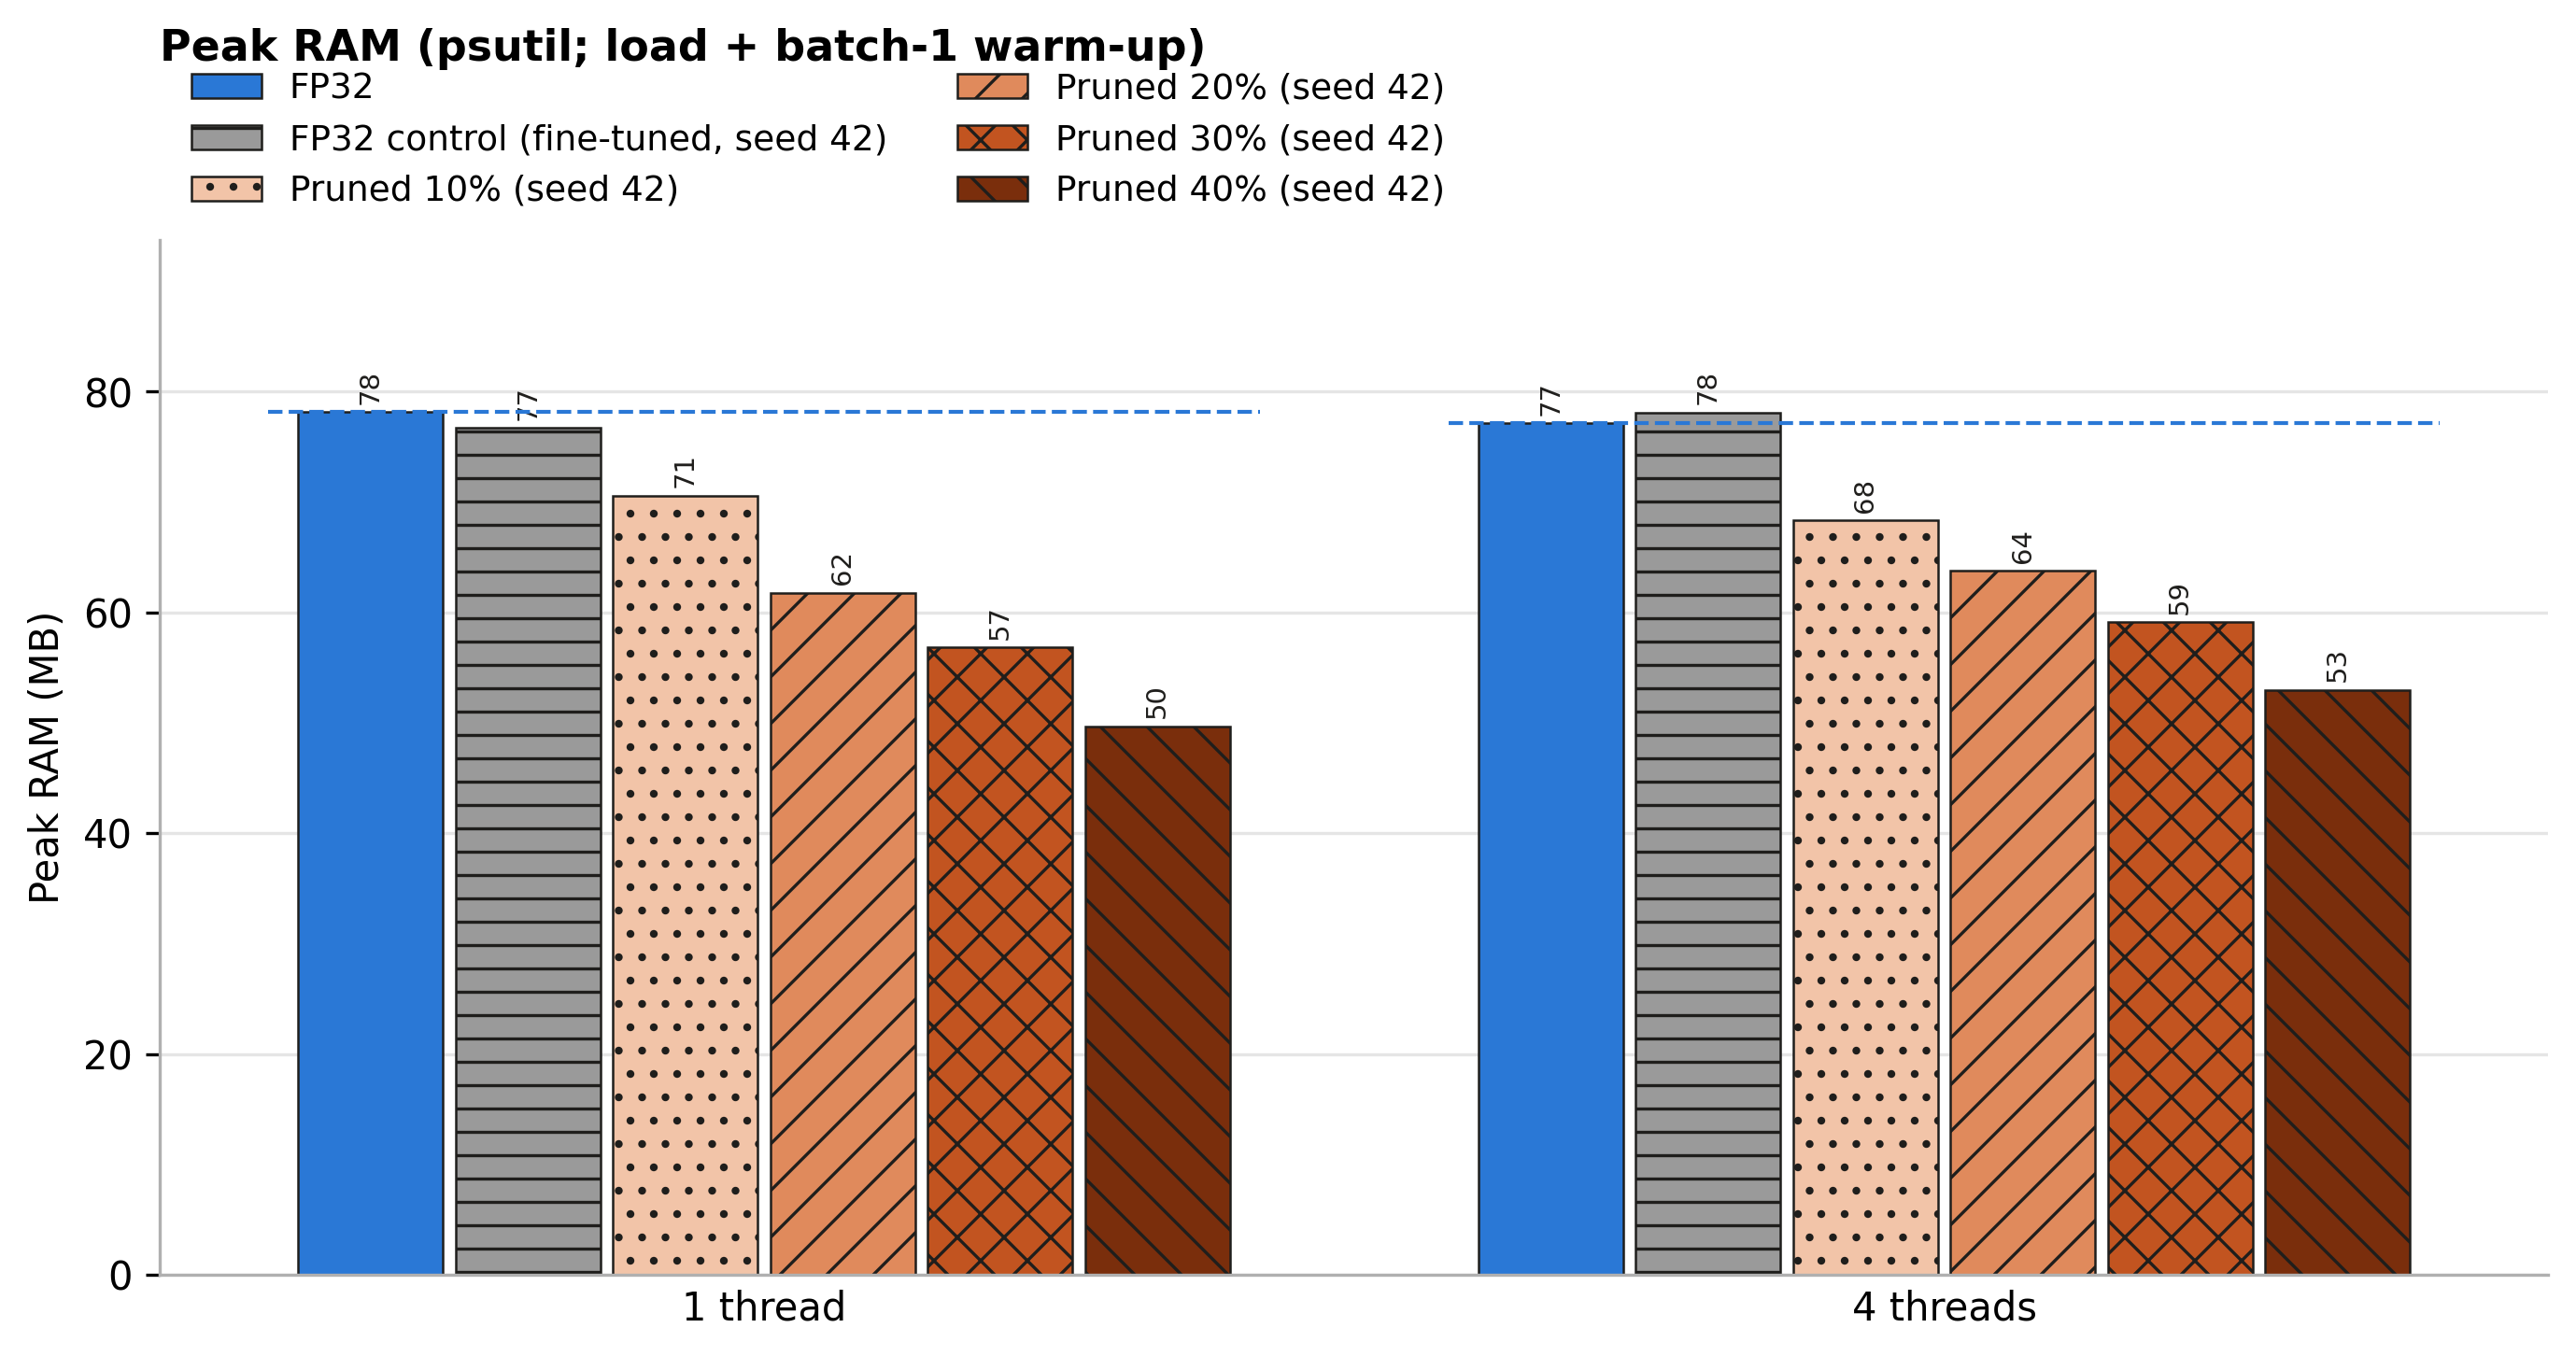 Peak RAM (psutil; load + batch-1 warm-up)
FP32
FP32 control (fine-tuned, seed 42)
Pruned 10% (seed 42)
Pruned 20% (seed 42)
Pruned 30% (seed 42)
Pruned 40% (seed 42)
Peak RAM (MB)
80
60
40
20
0
78
77
71
62
57
50
77
78
68
64
59
53
1 thread
4 threads